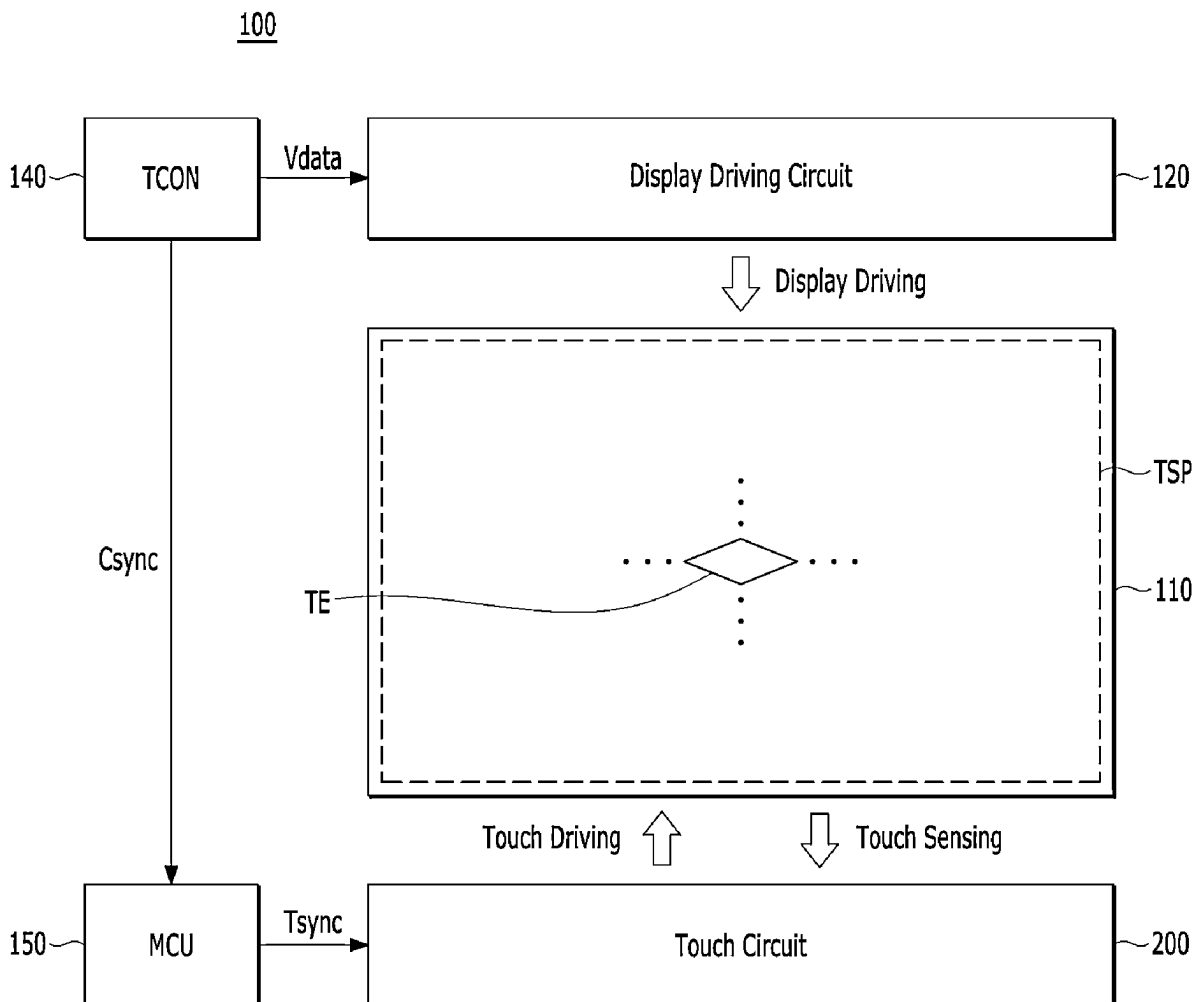 100
140
TCON
Vdata
Display Driving Circuit
120
Display Driving
TSP
Csync
TE
110
Touch Driving
Touch Sensing
150
MCU
Tsync
Touch Circuit
200